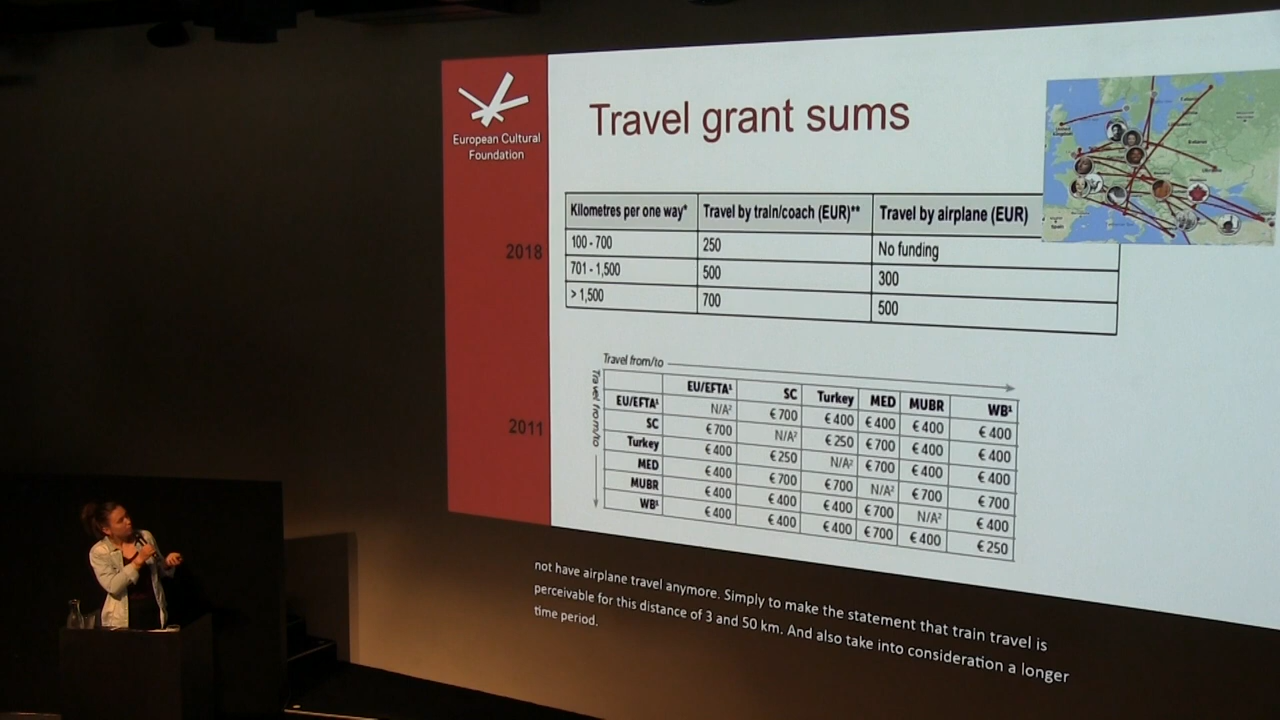 European Cultural
Foundation
Travel grant sums
Kilometres per one way* Travel by train/coach (EUR)** Travel by airplane (EUR)
2018
100 - 700 250 No funding
701 - 1,500 500 300
> 1,500 700 500
2011
Travel from/to
Travel from/to
EU/EFTA¹ SC Turkey MED MUBR WB¹
EU/EFTA¹ N/A² € 700 € 400 € 400 € 400 € 400
SC € 700 N/A² € 250 € 700 € 400 € 400
Turkey € 400 € 250 N/A² € 700 € 400 € 400
MED € 400 € 700 € 700 N/A² € 700 € 700
MUBR € 400 € 400 € 400 € 700 N/A² € 400
WB¹ € 400 € 400 € 400 € 700 € 400 € 250
not have airplane travel anymore. Simply to make the statement that train travel is
perceivable for this distance of 3 and 50 km. And also take into consideration a longer
time period.
United
Kingdom
Spain